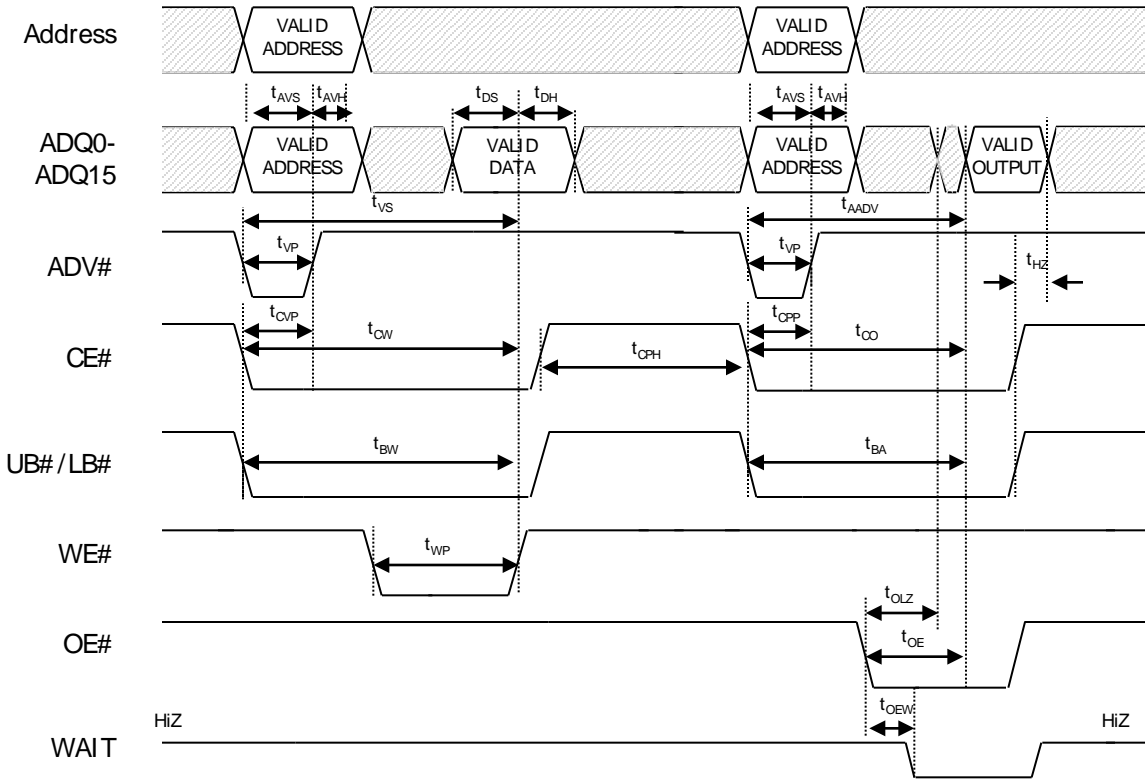 Address
VALID
ADDRESS
VALID
ADDRESS
tAVS
tAVH
tDS
tDH
tAVS
tAVH
ADQ0-
ADQ15
VALID
ADDRESS
VALID
DATA
VALID
ADDRESS
VALID
OUTPUT
tVS
tAADV
ADV#
tVP
tVP
tHZ
CE#
tCVP
tCW
tCPH
tCPP
tCO
UB# / LB#
tBW
tBA
WE#
tWP
OE#
tOLZ
tOE
WAIT
HiZ
tOEW
HiZ